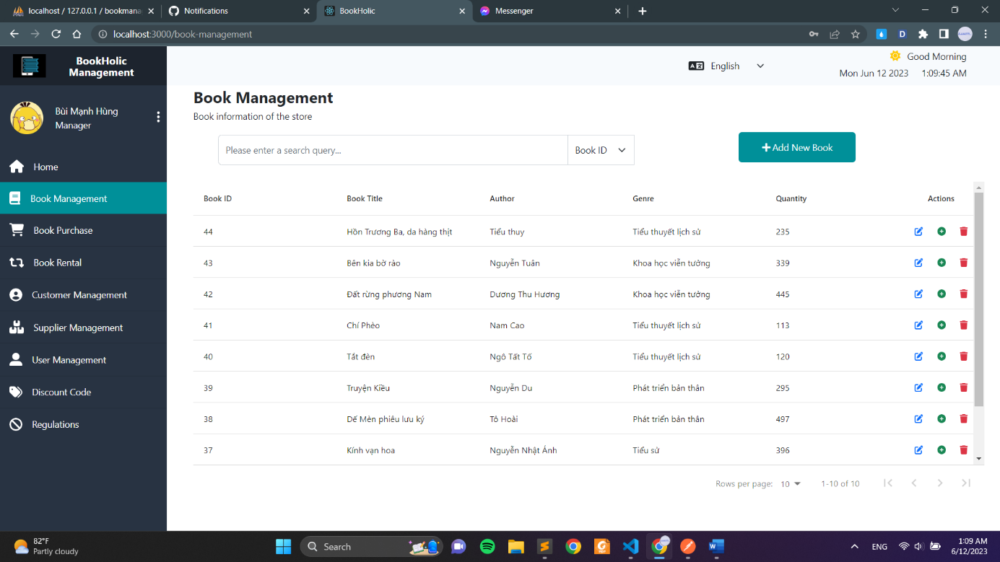 localhost / 127.0.0.1 / bookmana
Notifications
BookHolic
Messenger
localhost:3000/book-management
BookHolic
Management
English
Good Morning
Mon Jun 12 2023 1:09:45 AM
Bùi Mạnh Hùng
Manager
Home
Book Management
Book Purchase
Book Rental
Customer Management
Supplier Management
User Management
Discount Code
Regulations
Book Management
Book information of the store
Please enter a search query...
Book ID
Add New Book
Book ID Book Title Author Genre Quantity Actions
44 Hồn Trương Ba, da hàng thịt Tiểu thuy Tiểu thuyết lịch sử 235
43 Bên kia bờ rào Nguyễn Tuân Khoa học viễn tưởng 339
42 Đất rừng phương Nam Dương Thu Hương Khoa học viễn tưởng 445
41 Chí Phèo Nam Cao Tiểu thuyết lịch sử 113
40 Tắt đèn Ngô Tất Tố Tiểu thuyết lịch sử 120
39 Truyện Kiều Nguyễn Du Phát triển bản thân 295
38 Dế Mèn phiêu lưu ký Tô Hoài Phát triển bản thân 497
37 Kính vạn hoa Nguyễn Nhật Ánh Tiểu sử 396
Rows per page: 10 1-10 of 10
82°F
Partly cloudy
Search
ENG
1:09 AM
6/12/2023